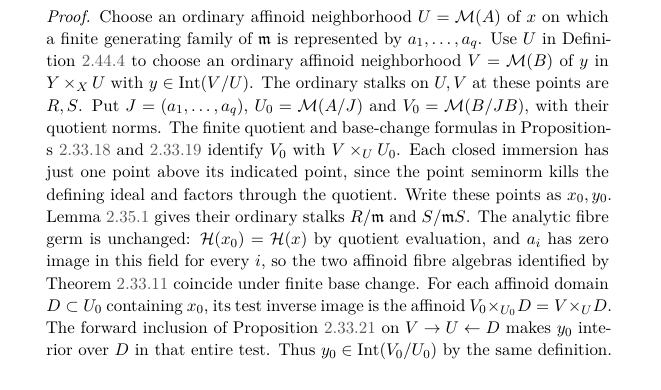 Proof. Choose an ordinary affinoid neighborhood U = ℳ(A) of x on which
a finite generating family of 𝔪 is represented by a₁, . . . , a_q. Use U in Defini-
tion 2.44.4 to choose an ordinary affinoid neighborhood V = ℳ(B) of y in
Y ×_X U with y ∈ Int(V/U). The ordinary stalks on U, V at these points are
R, S. Put J = (a₁, . . . , a_q), U₀ = ℳ(A/J) and V₀ = ℳ(B/JB), with their
quotient norms. The finite quotient and base-change formulas in Proposition-
s 2.33.18 and 2.33.19 identify V₀ with V ×_U U₀. Each closed immersion has
just one point above its indicated point, since the point seminorm kills the
defining ideal and factors through the quotient. Write these points as x₀, y₀.
Lemma 2.35.1 gives their ordinary stalks R/𝔪 and S/𝔪S. The analytic fibre
germ is unchanged: ℋ(x₀) = ℋ(x) by quotient evaluation, and a_i has zero
image in this field for every i, so the two affinoid fibre algebras identified by
Theorem 2.33.11 coincide under finite base change. For each affinoid domain
D ⊂ U₀ containing x₀, its test inverse image is the affinoid V₀×_{U₀} D = V ×_U D.
The forward inclusion of Proposition 2.33.21 on V → U ← D makes y₀ inte-
rior over D in that entire test. Thus y₀ ∈ Int(V₀/U₀) by the same definition.